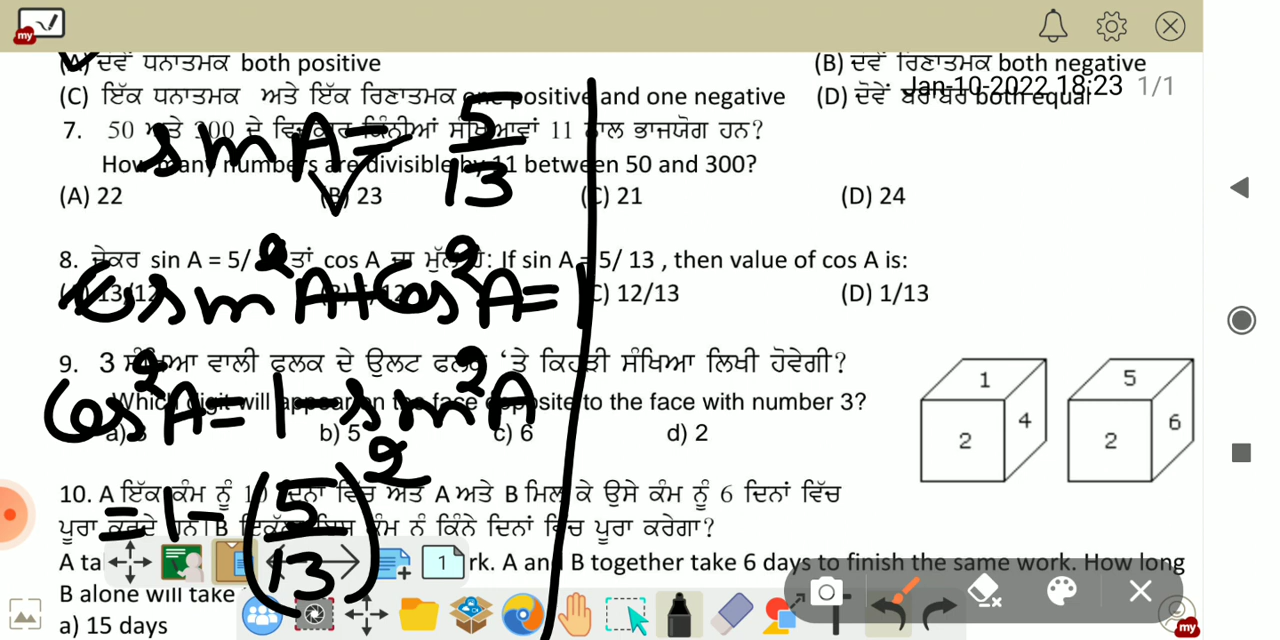 (A) ਦੋਵੇਂ ਧਨਾਤਮਕ both positive (B) ਦੋਵੇਂ ਰਿਣਾਤਮਕ both negative
Jan-10-2022 18:23 1/1
(C) ਇੱਕ ਧਨਾਤਮਕ ਅਤੇ ਇੱਕ ਰਿਣਾਤਮਕ one positive and one negative (D) ਦੋਵੇਂ ਬਰਾਬਰ both equal
7. 50 ਅਤੇ 300 ਦੇ ਵਿਚਕਾਰ ਕਿੰਨੀਆਂ ਸੰਖਿਆਵਾਂ 11 ਨਾਲ ਭਾਜਯੋਗ ਹਨ?
sin A = 5/13
How many numbers are divisible by 11 between 50 and 300?
(A) 22 (B) 23 (C) 21 (D) 24
8. ਜੇਕਰ sin A = 5/ ਤਾਂ cos A ਦਾ ਮੁੱਲ ਹੈ: If sin A = 5/ 13 , then value of cos A is:
sin²A + cos²A = 1
13/12 /12 (C) 12/13 (D) 1/13
9. 3 ਸੰਖਿਆ ਵਾਲੀ ਫਲਕ ਦੇ ਉਲਟ ਫਲਕ ‘ਤੇ ਕਿਹੜੀ ਸੰਖਿਆ ਲਿਖੀ ਹੋਵੇਗੀ?
cos²A = 1 - sin²A
Which digit will appear on the face opposite to the face with number 3?
a) b) 5 c) 6 d) 2
1 4 2
5 6 2
10. A ਇੱਕ ਕੰਮ ਨੂੰ 10 ਦਿਨਾਂ ਵਿੱਚ ਅਤੇ A ਅਤੇ B ਮਿਲ ਕੇ ਉਸੇ ਕੰਮ ਨੂੰ 6 ਦਿਨਾਂ ਵਿੱਚ
= 1 - (5/13)²
ਪੂਰਾ ਕਰਦੇ ਹਨ। B ਇਕੱਲਾ ਇਸ ਕੰਮ ਨੂੰ ਕਿੰਨੇ ਦਿਨਾਂ ਵਿੱਚ ਪੂਰਾ ਕਰੇਗਾ?
A ta rk. A and B together take 6 days to finish the same work. How long
B alone will take
a) 15 days
1
my
my